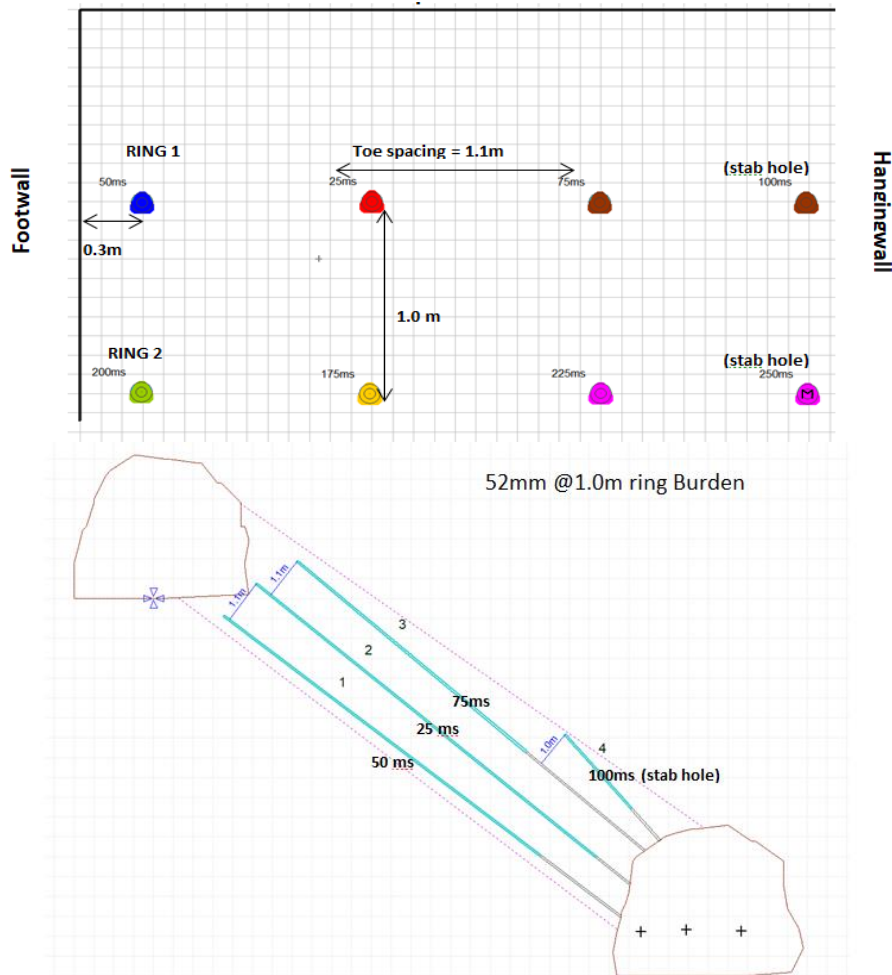 RING 1
Toe spacing = 1.1m
(stab hole)
50ms
25ms
75ms
100ms
Footwall
Hangingwall
0.3m
1.0 m
RING 2
(stab hole)
200ms
175ms
225ms
250ms
M
52mm @1.0m ring Burden
1.1m
1.1m
3
2
1
75ms
25 ms
50 ms
1.0m
4
100ms (stab hole)